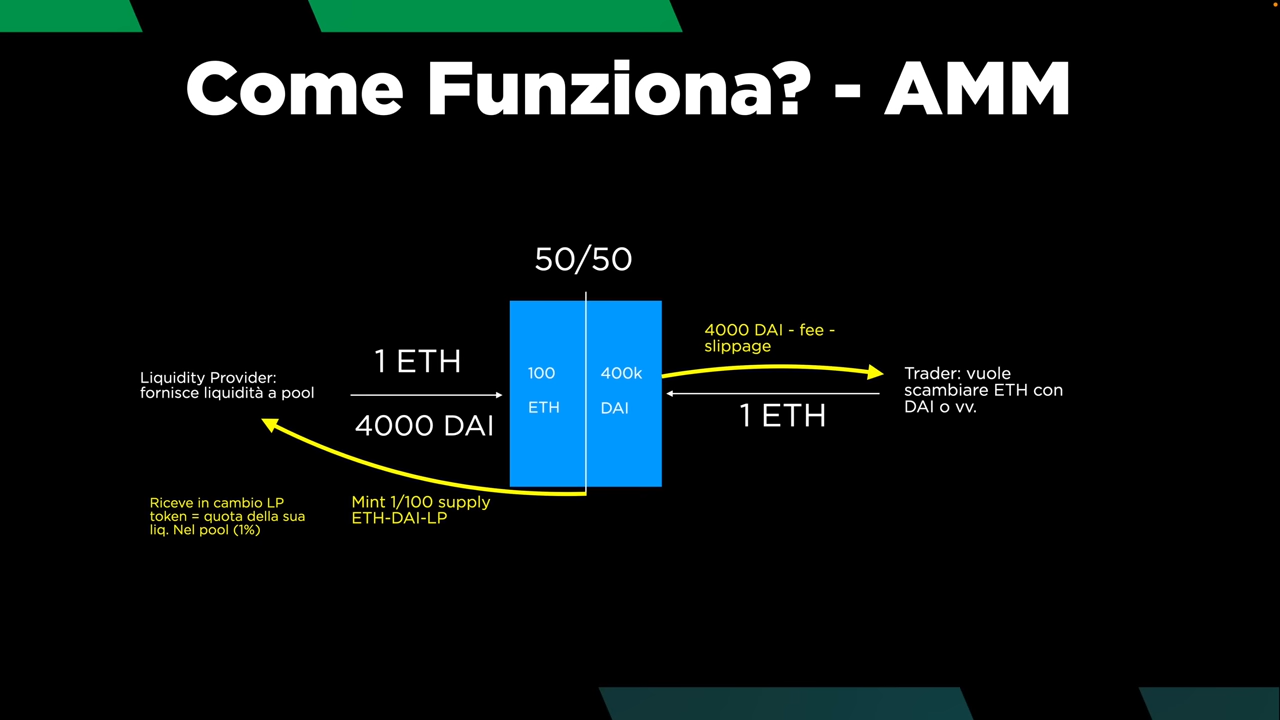 Come Funziona? - AMM
50/50
1 ETH
4000 DAI
Liquidity Provider:
fornisce liquidità a pool
100
ETH
400k
DAI
4000 DAI - fee -
slippage
1 ETH
Trader: vuole
scambiare ETH con
DAI o vv.
Riceve in cambio LP
token = quota della sua
liq. Nel pool (1%)
Mint 1/100 supply
ETH-DAI-LP